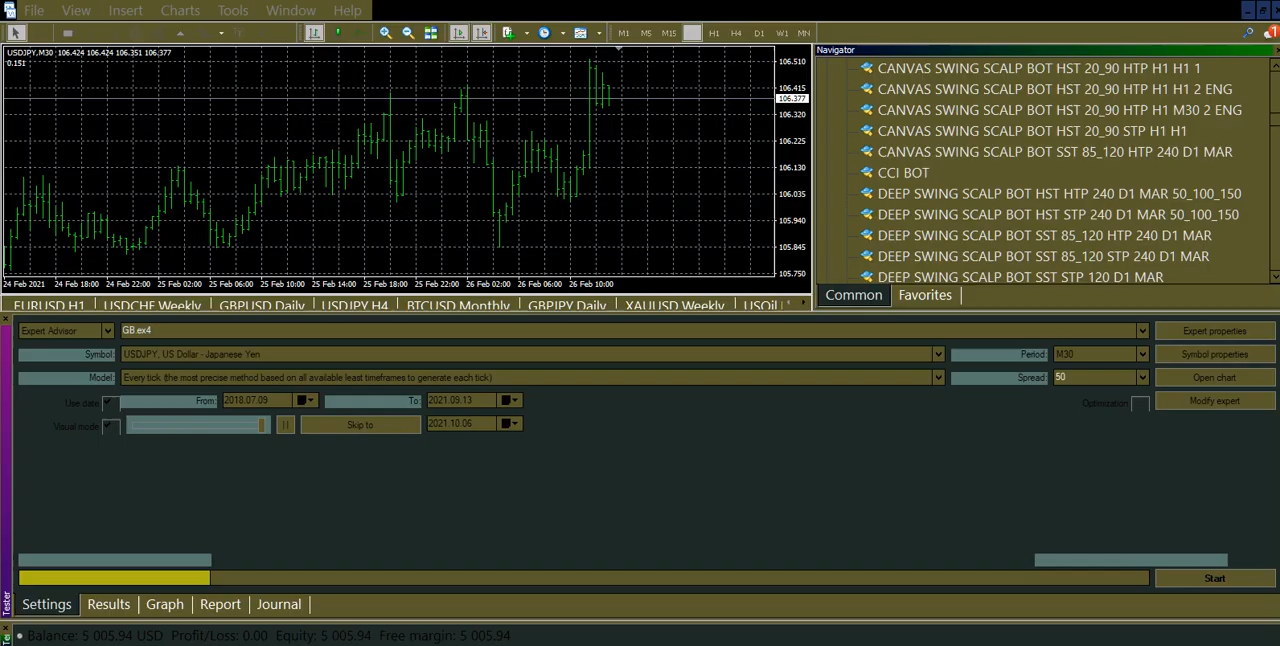 File View Insert Charts Tools Window Help
M1 M5 M15 H1 H4 D1 W1 MN
1
USDJPY,M30 106.424 106.424 106.351 106.377
0.151
106.510
106.415
106.377
106.320
106.225
106.130
106.035
105.940
105.845
105.750
24 Feb 2021 24 Feb 18:00 24 Feb 22:00 25 Feb 02:00 25 Feb 06:00 25 Feb 10:00 25 Feb 14:00 25 Feb 18:00 25 Feb 22:00 26 Feb 02:00 26 Feb 06:00 26 Feb 10:00
EURUSD H1 USDCHF Weekly GBPUSD Daily USDJPY H4 BTCUSD Monthly GBPJPY Daily XAUUSD Weekly USOil
Navigator
CANVAS SWING SCALP BOT HST 20_90 HTP H1 H1 1
CANVAS SWING SCALP BOT HST 20_90 HTP H1 H1 2 ENG
CANVAS SWING SCALP BOT HST 20_90 HTP H1 M30 2 ENG
CANVAS SWING SCALP BOT HST 20_90 STP H1 H1
CANVAS SWING SCALP BOT SST 85_120 HTP 240 D1 MAR
CCI BOT
DEEP SWING SCALP BOT HST HTP 240 D1 MAR 50_100_150
DEEP SWING SCALP BOT HST STP 240 D1 MAR 50_100_150
DEEP SWING SCALP BOT SST 85_120 HTP 240 D1 MAR
DEEP SWING SCALP BOT SST 85_120 STP 240 D1 MAR
DEEP SWING SCALP BOT SST STP 120 D1 MAR
Common Favorites
Expert Advisor GB.ex4 Expert properties
Symbol: USDJPY, US Dollar - Japanese Yen Period: M30 Symbol properties
Model: Every tick (the most precise method based on all available least timeframes to generate each tick) Spread: 50 Open chart
Use date From: 2018.07.09 To: 2021.09.13 Optimization Modify expert
Visual mode Skip to 2021.10.06
Start
Tester
Settings Results Graph Report Journal
Balance: 5 005.94 USD Profit/Loss: 0.00 Equity: 5 005.94 Free margin: 5 005.94